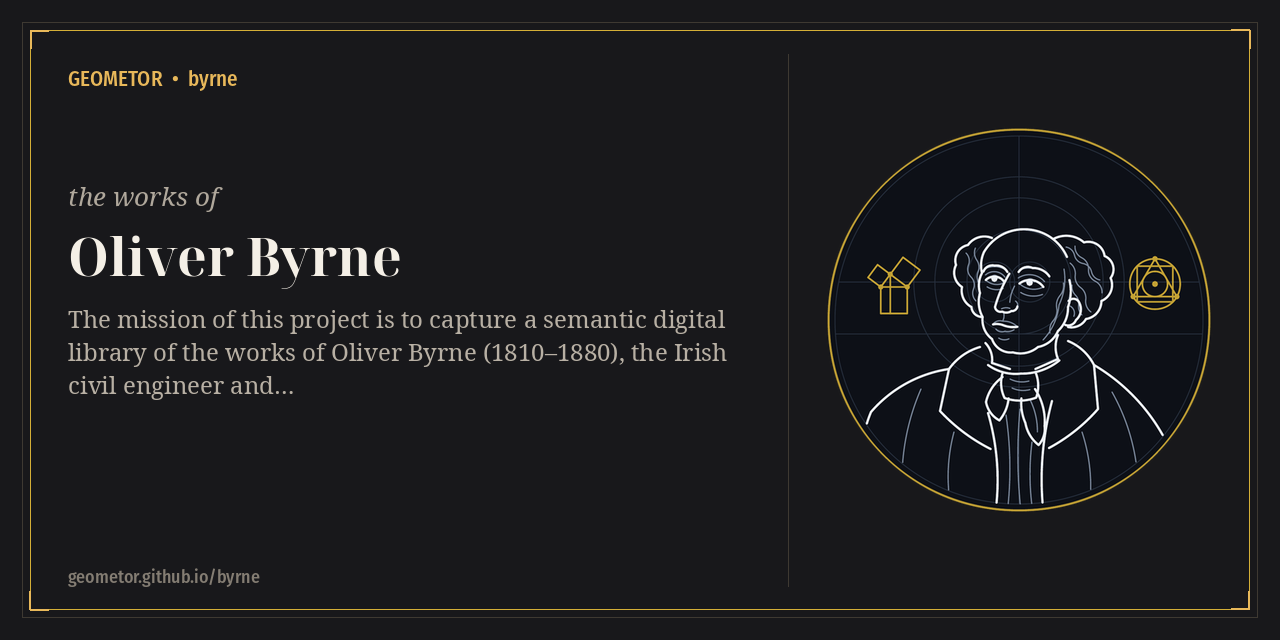 GEOMETOR • byrne
the works of
Oliver Byrne
The mission of this project is to capture a semantic digital
library of the works of Oliver Byrne (1810–1880), the Irish
civil engineer and…
geometor.github.io/byrne